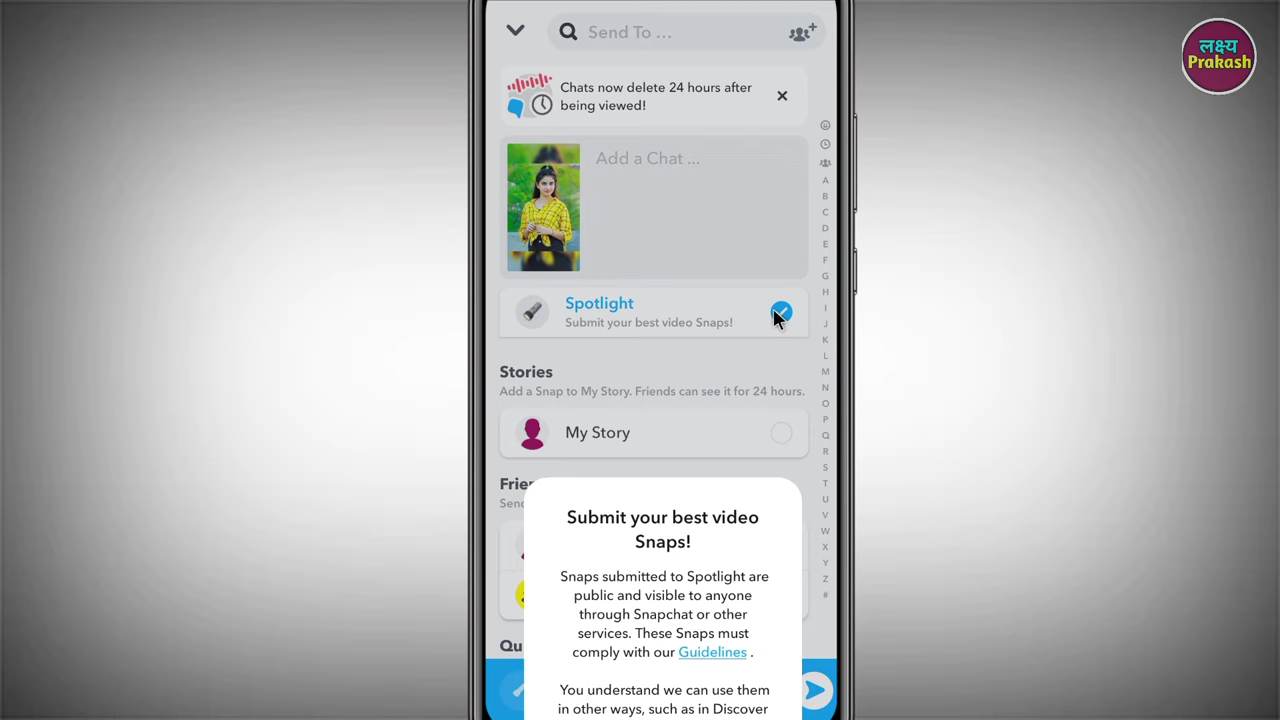 लक्ष्य
Prakash
Send To ...
Chats now delete 24 hours after
being viewed!
Add a Chat ...
Spotlight
Submit your best video Snaps!
Stories
Add a Snap to My Story. Friends can see it for 24 hours.
My Story
Frie
Send
Qu
Submit your best video
Snaps!
Snaps submitted to Spotlight are
public and visible to anyone
through Snapchat or other
services. These Snaps must
comply with our Guidelines .
You understand we can use them
in other ways, such as in Discover
A
B
C
D
E
F
G
H
I
J
K
L
M
N
O
P
Q
R
S
T
U
V
W
X
Y
Z
#